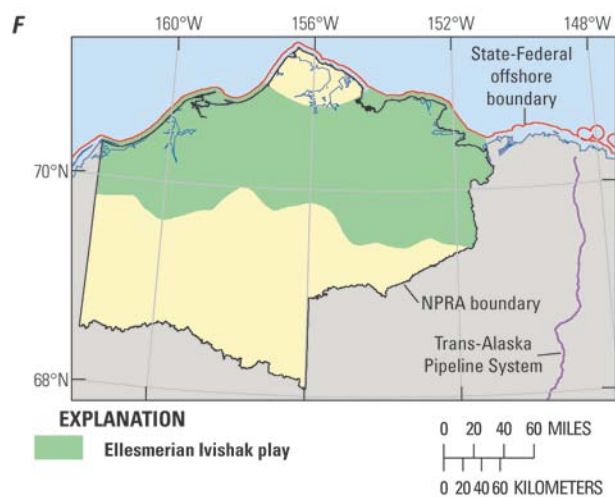 F
160°W 156°W 152°W 148°W
State-Federal
offshore
boundary
70°N
NPRA boundary
Trans-Alaska
Pipeline System
68°N
EXPLANATION
Ellesmerian Ivishak play
0 20 40 60 MILES
0 20 40 60 KILOMETERS